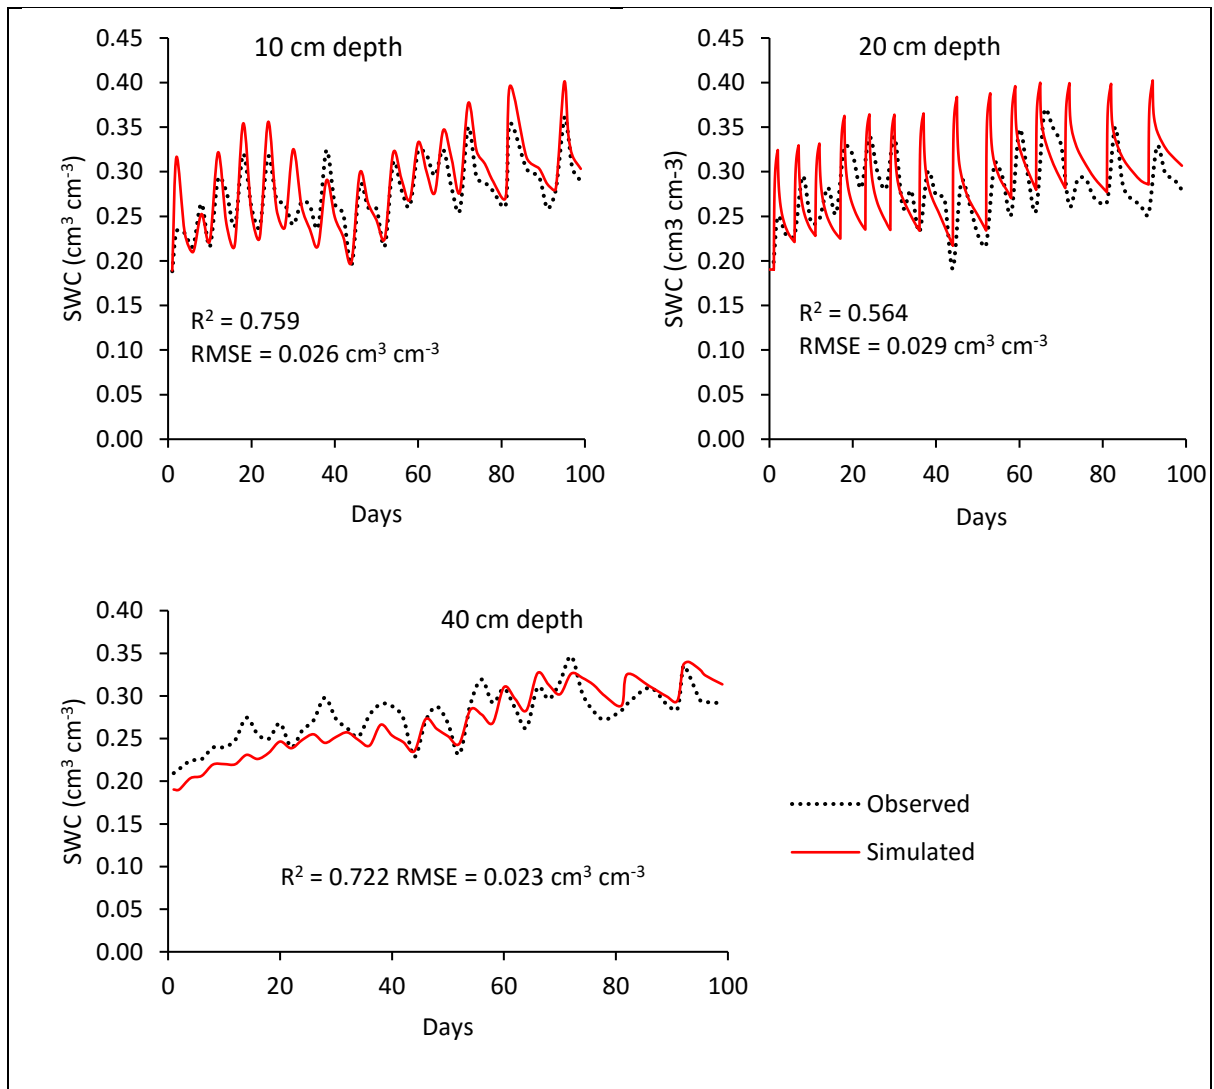 10 cm depth
SWC (cm³ cm⁻³)
0.45
0.40
0.35
0.30
0.25
0.20
0.15
0.10
0.05
0.00
R² = 0.759
RMSE = 0.026 cm³ cm⁻³
0 20 40 60 80 100
Days
20 cm depth
SWC (cm3 cm-3)
0.45
0.40
0.35
0.30
0.25
0.20
0.15
0.10
0.05
0.00
R² = 0.564
RMSE = 0.029 cm³ cm⁻³
0 20 40 60 80 100
Days
40 cm depth
SWC (cm³ cm⁻³)
0.40
0.35
0.30
0.25
0.20
0.15
0.10
0.05
0.00
R² = 0.722 RMSE = 0.023 cm³ cm⁻³
0 20 40 60 80 100
Days
Observed
Simulated